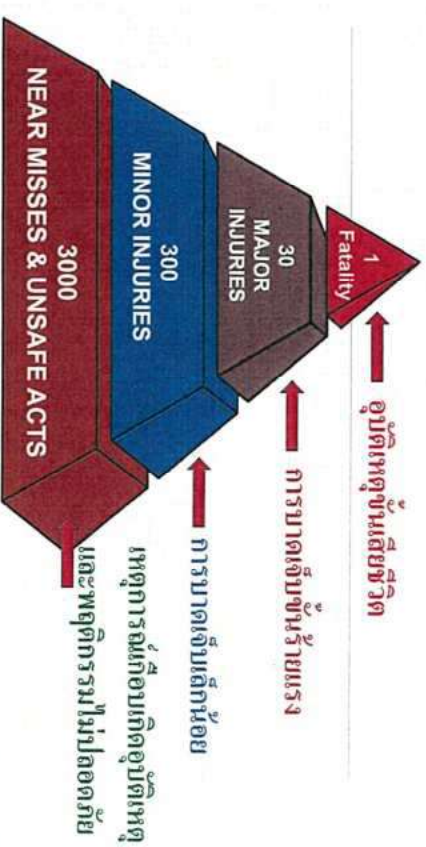 1
Fatality
อุบัติเหตุขั้นเสียชีวิต
30
MAJOR
INJURIES
การบาดเจ็บขั้นร้ายแรง
300
MINOR INJURIES
การบาดเจ็บเล็กน้อย
3000
NEAR MISSES & UNSAFE ACTS
เหตุการณ์เกือบเกิดอุบัติเหตุ
และพฤติกรรมไม่ปลอดภัย